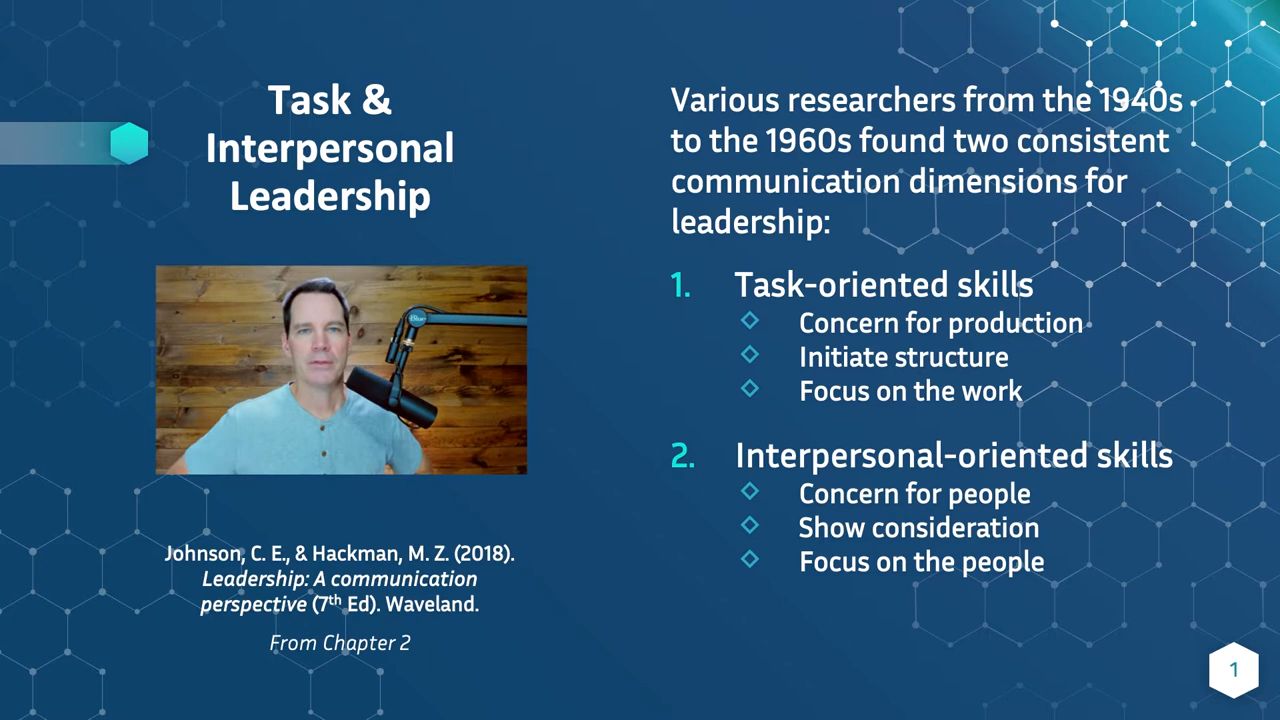 Task &
Interpersonal
Leadership
Johnson, C. E., & Hackman, M. Z. (2018).
Leadership: A communication
perspective (7th Ed). Waveland.
From Chapter 2
Various researchers from the 1940s
to the 1960s found two consistent
communication dimensions for
leadership:
1. Task-oriented skills
Concern for production
Initiate structure
Focus on the work
2. Interpersonal-oriented skills
Concern for people
Show consideration
Focus on the people
1